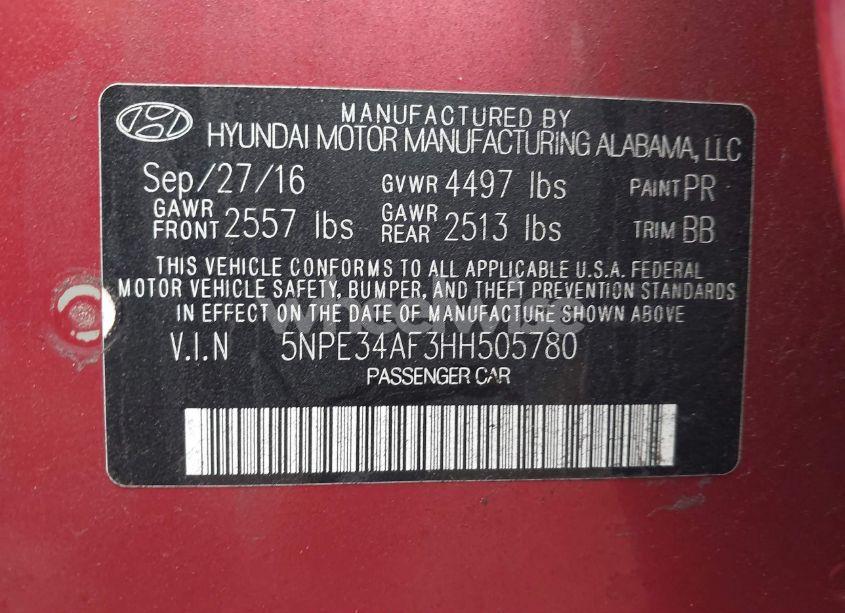 MANUFACTURED BY
HYUNDAI MOTOR MANUFACTURING ALABAMA, LLC
Sep/27/16 GVWR 4497 lbs PAINT PR
GAWR FRONT 2557 lbs GAWR REAR 2513 lbs TRIM BB
THIS VEHICLE CONFORMS TO ALL APPLICABLE U.S.A. FEDERAL
MOTOR VEHICLE SAFETY, BUMPER, AND THEFT PREVENTION STANDARDS
IN EFFECT ON THE DATE OF MANUFACTURE SHOWN ABOVE
wheelwise
V.I.N 5NPE34AF3HH505780
PASSENGER CAR